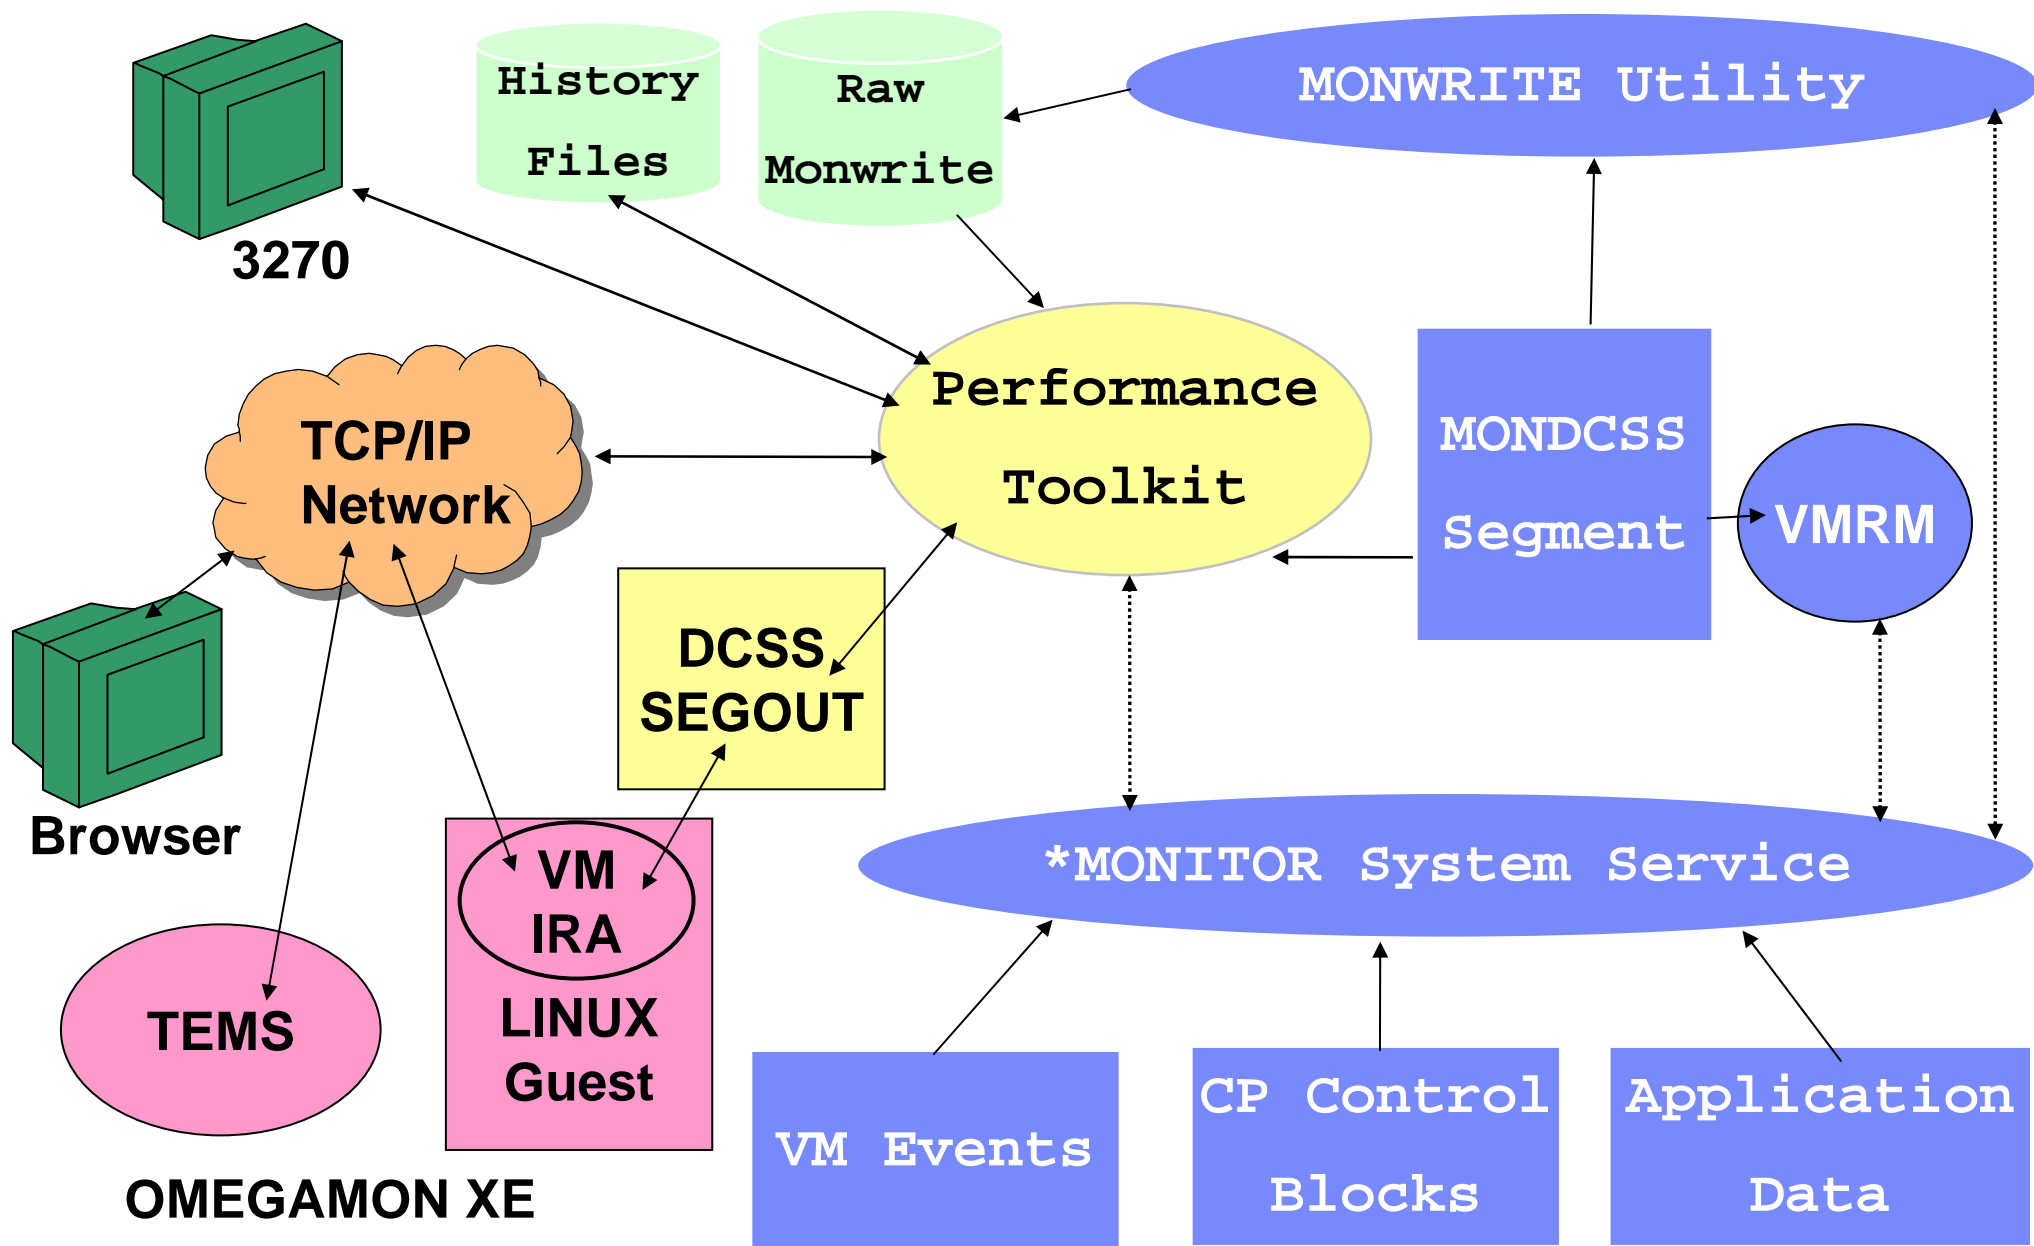 History
Files
Raw
Monwrite
MONWRITE Utility
3270
TCP/IP
Network
Performance
Toolkit
MONDCSS
Segment
VMRM
DCSS
SEGOUT
Browser
VM
IRA
LINUX
Guest
TEMS
OMEGAMON XE
*MONITOR System Service
VM Events
CP Control
Blocks
Application
Data